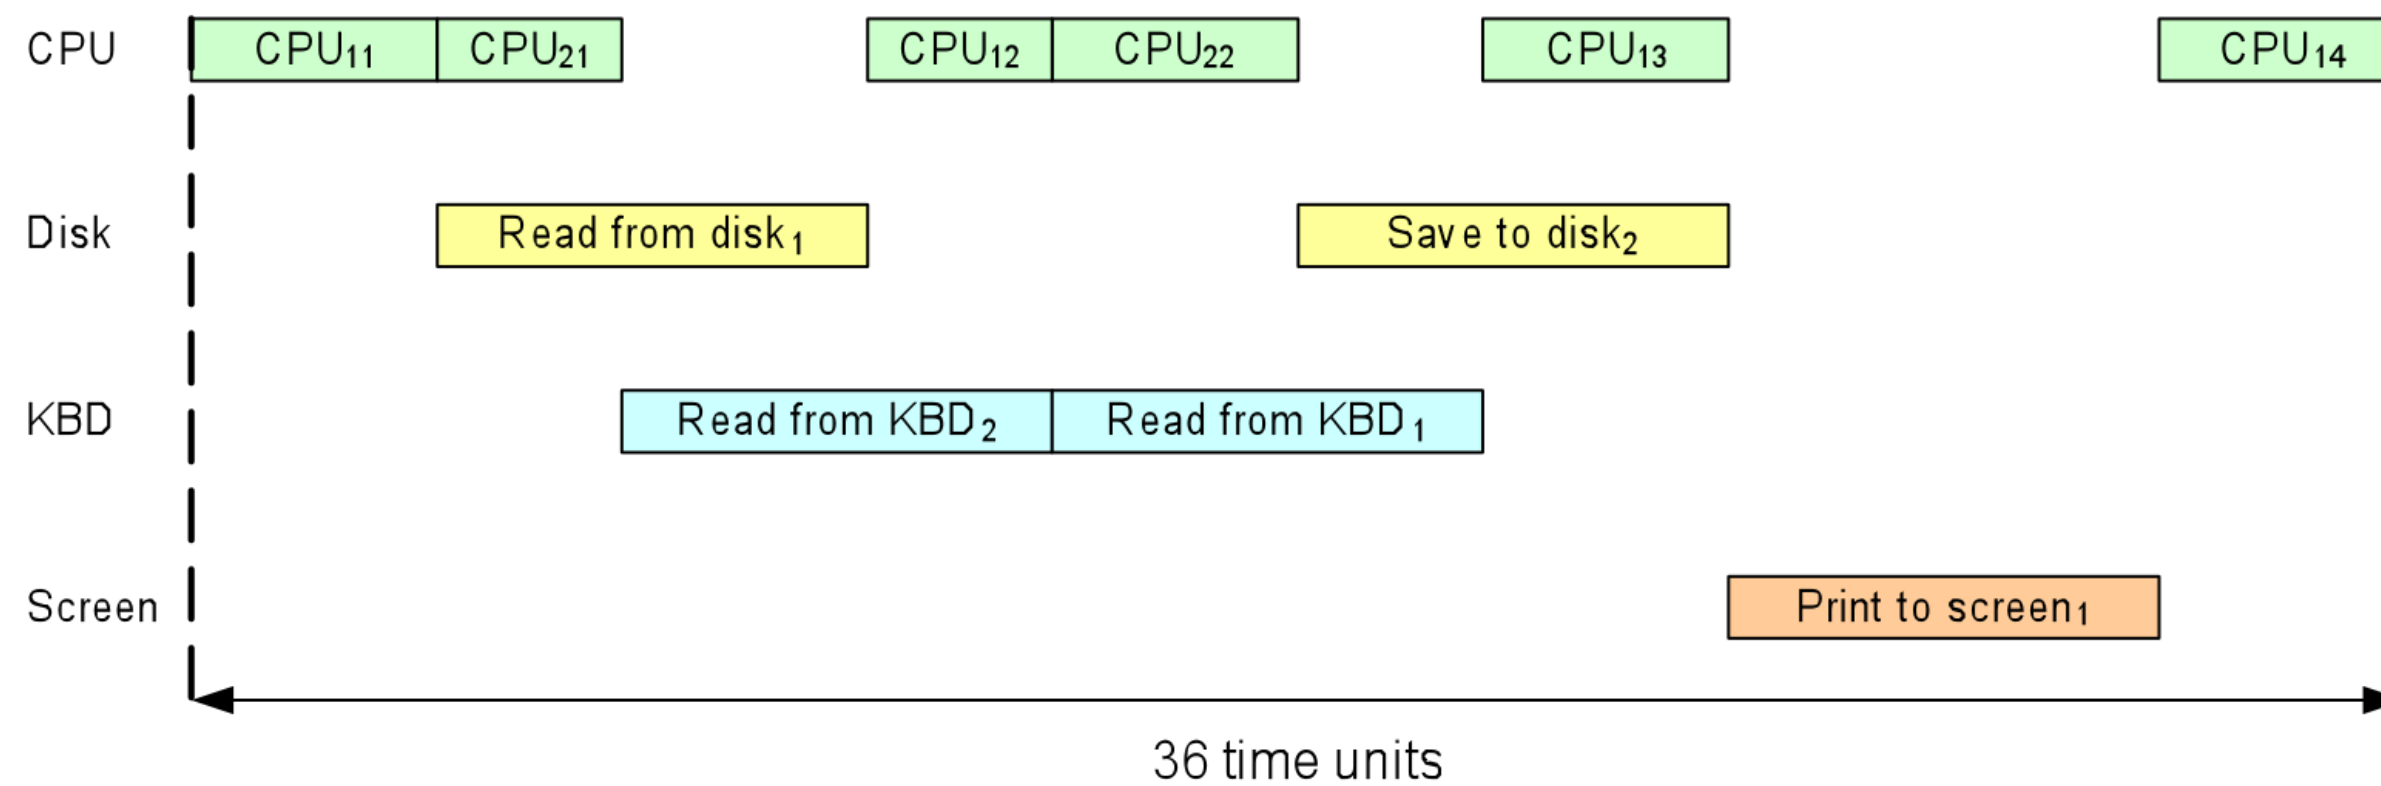 CPU CPU11 CPU21 CPU12 CPU22 CPU13 CPU14
Disk Read from disk1 Save to disk2
KBD Read from KBD2 Read from KBD1
Screen Print to screen1
36 time units